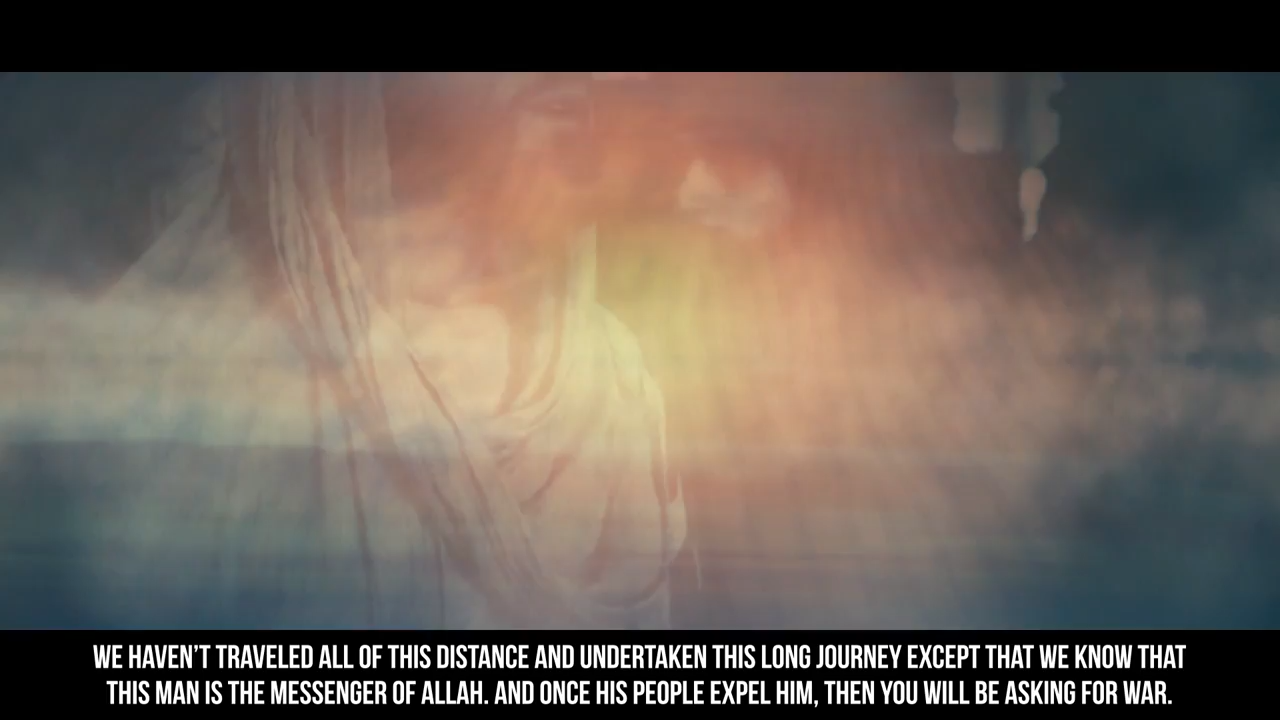 WE HAVEN'T TRAVELED ALL OF THIS DISTANCE AND UNDERTAKEN THIS LONG JOURNEY EXCEPT THAT WE KNOW THAT
THIS MAN IS THE MESSENGER OF ALLAH. AND ONCE HIS PEOPLE EXPEL HIM, THEN YOU WILL BE ASKING FOR WAR.